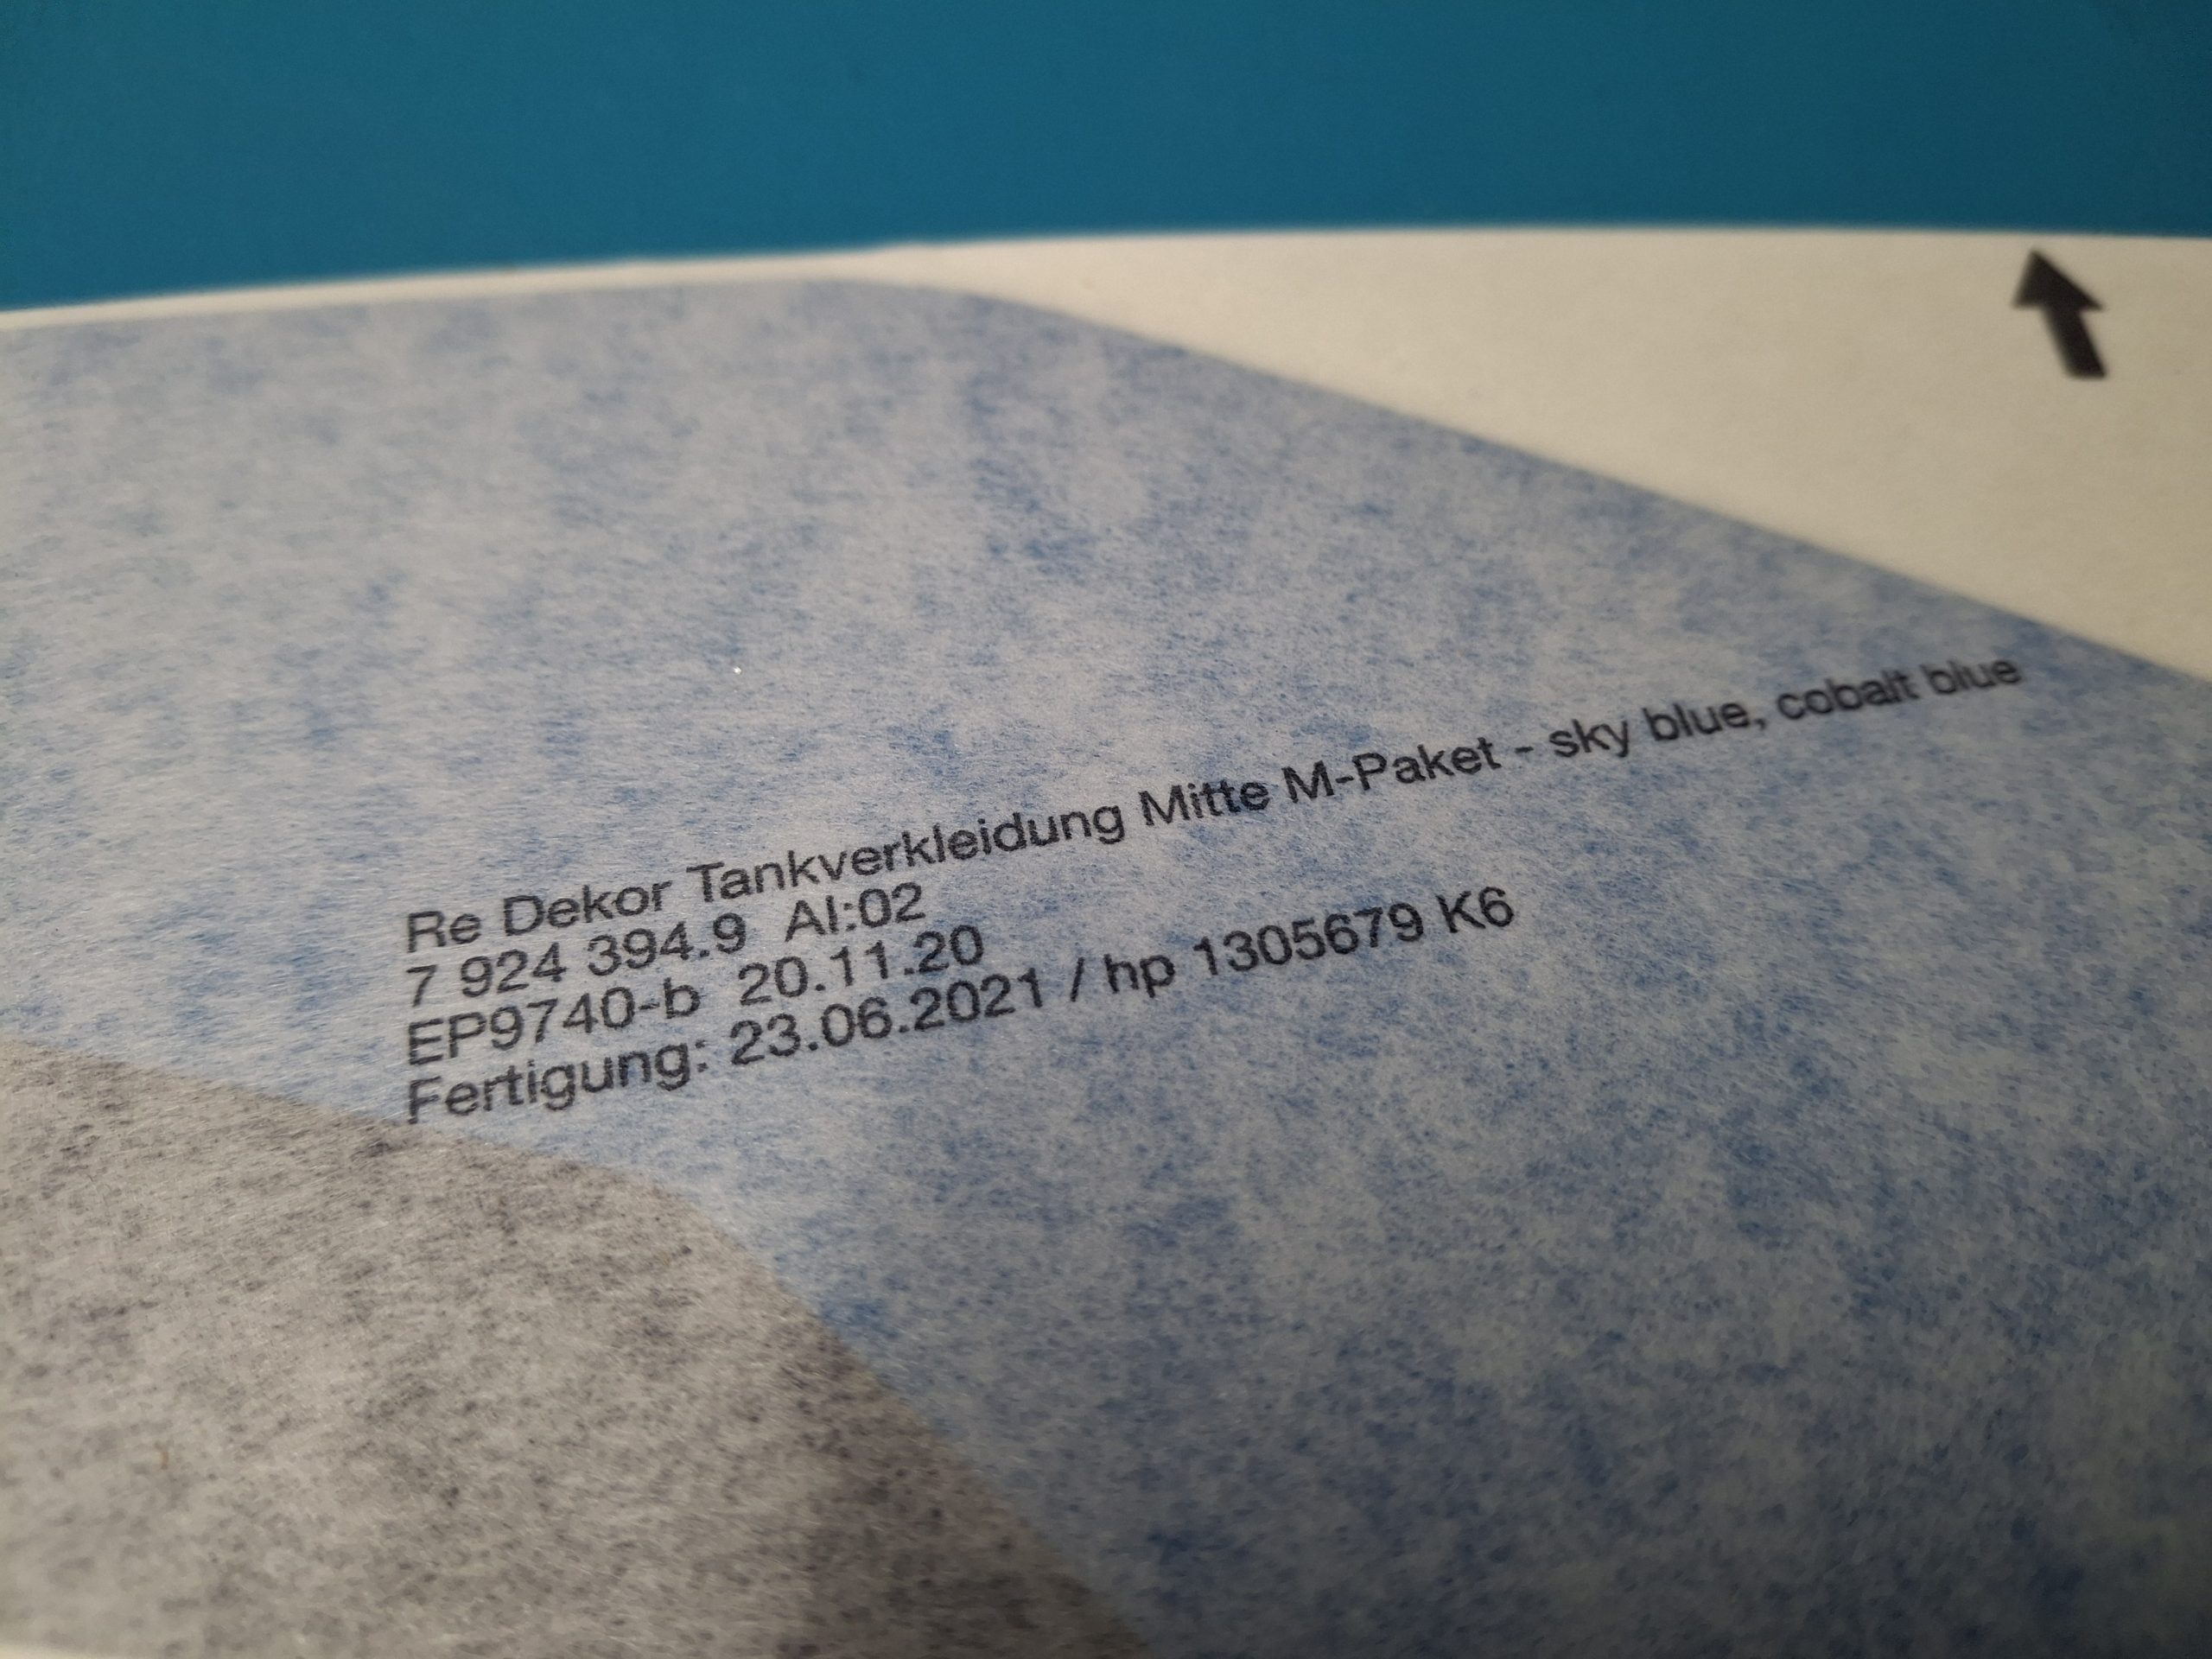 Re Dekor Tankverkleidung Mitte M-Paket - sky blue, cobalt blue
7 924 394.9 AI:02
EP9740-b 20.11.20
Fertigung: 23.06.2021 / hp 1305679 K6